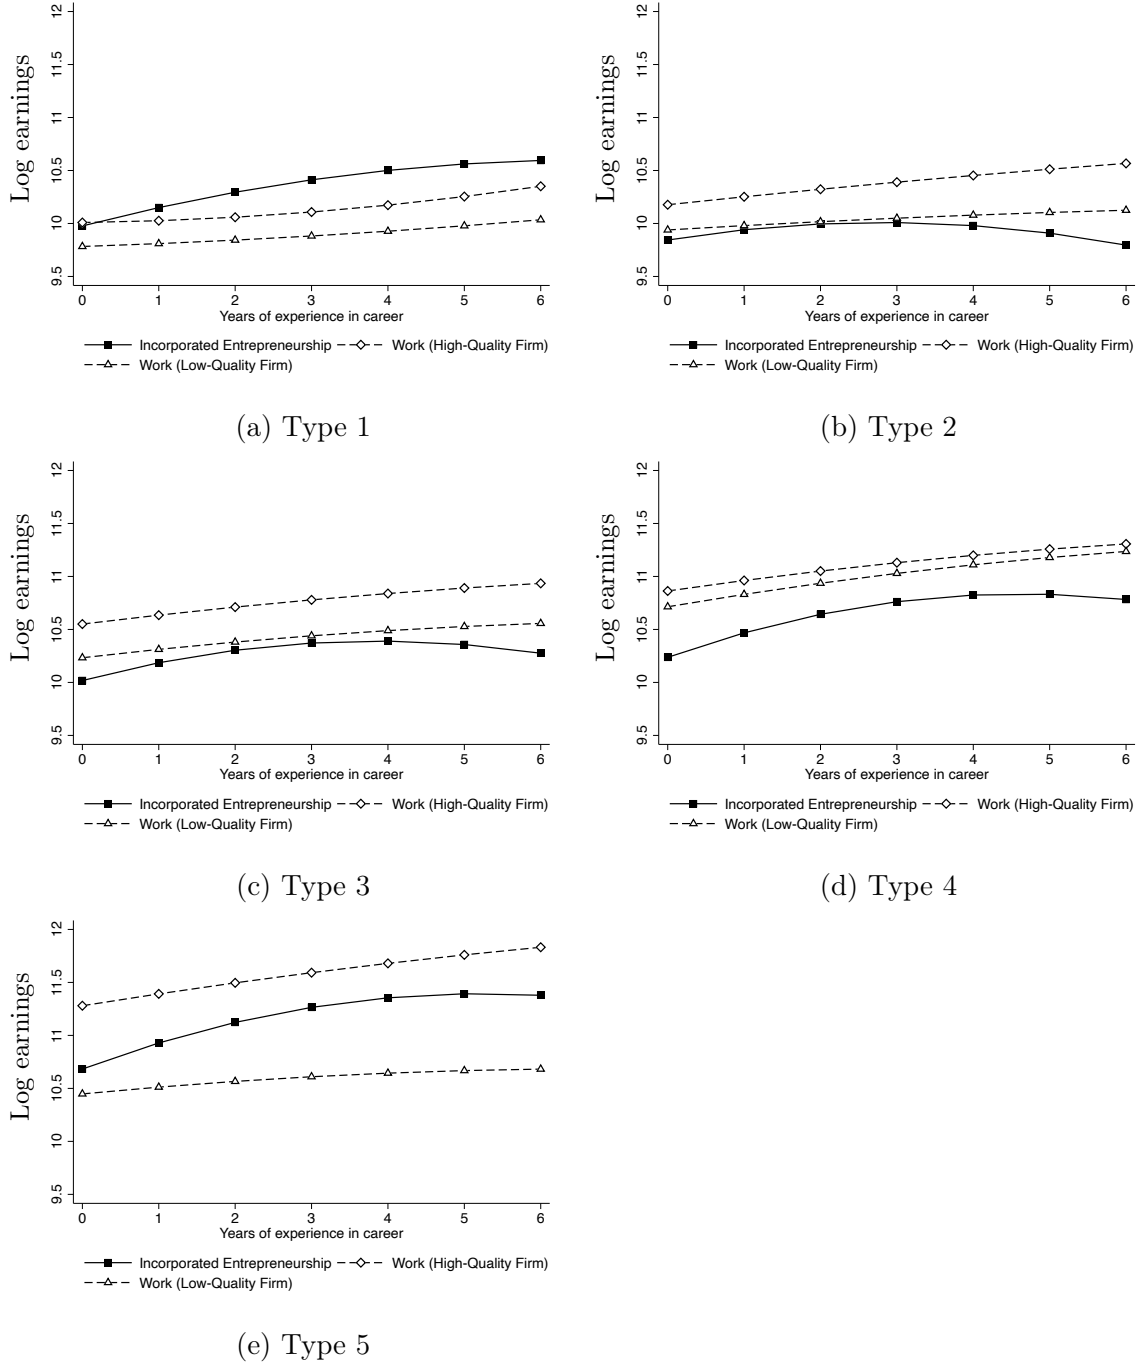 Log earnings
12
11.5
11
10.5
10
9.5
0 1 2 3 4 5 6
Years of experience in career
Incorporated Entrepreneurship Work (High-Quality Firm)
Work (Low-Quality Firm)
(a) Type 1
Log earnings
12
11.5
11
10.5
10
9.5
0 1 2 3 4 5 6
Years of experience in career
Incorporated Entrepreneurship Work (High-Quality Firm)
Work (Low-Quality Firm)
(b) Type 2
Log earnings
12
11.5
11
10.5
10
9.5
0 1 2 3 4 5 6
Years of experience in career
Incorporated Entrepreneurship Work (High-Quality Firm)
Work (Low-Quality Firm)
(c) Type 3
Log earnings
12
11.5
11
10.5
10
9.5
0 1 2 3 4 5 6
Years of experience in career
Incorporated Entrepreneurship Work (High-Quality Firm)
Work (Low-Quality Firm)
(d) Type 4
Log earnings
12
11.5
11
10.5
10
9.5
0 1 2 3 4 5 6
Years of experience in career
Incorporated Entrepreneurship Work (High-Quality Firm)
Work (Low-Quality Firm)
(e) Type 5